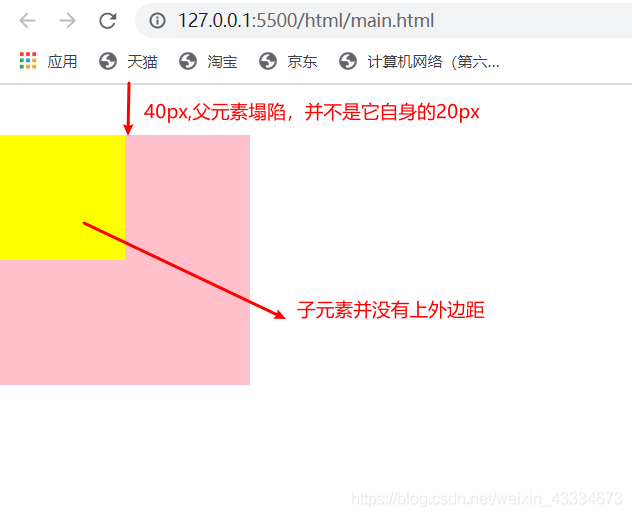 127.0.0.1:5500/html/main.html
应用 天猫 淘宝 京东 计算机网络（第六...
40px,父元素塌陷，并不是它自身的20px
子元素并没有上外边距
https://blog.csdn.net/weixin_43334673